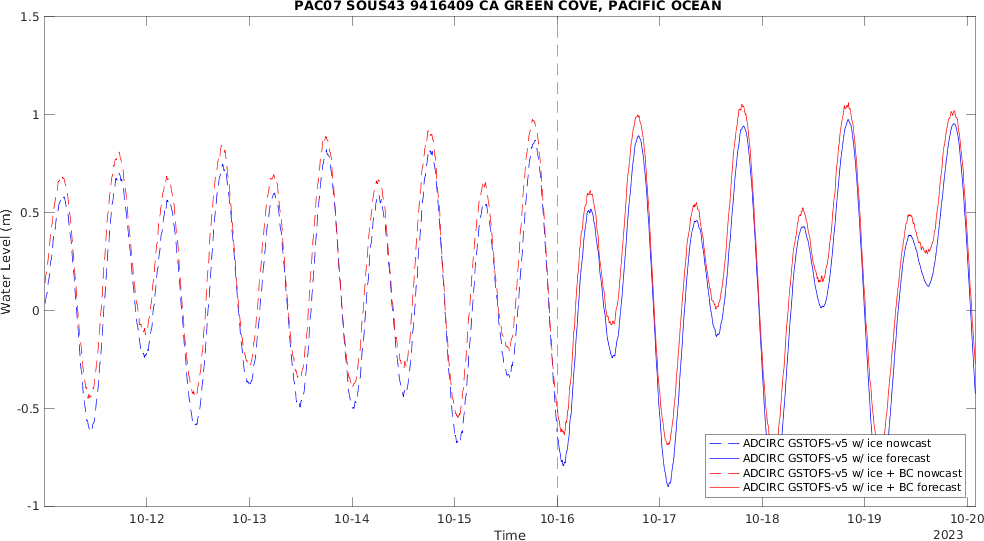 PAC07 SOUS43 9416409 CA GREEN COVE, PACIFIC OCEAN
1.5
1
0.5
0
-0.5
-1
Water Level (m)
ADCIRC GSTOFS-v5 w/ ice nowcast
ADCIRC GSTOFS-v5 w/ ice forecast
ADCIRC GSTOFS-v5 w/ ice + BC nowcast
ADCIRC GSTOFS-v5 w/ ice + BC forecast
10-12 10-13 10-14 10-15 10-16 10-17 10-18 10-19 10-20
Time
2023